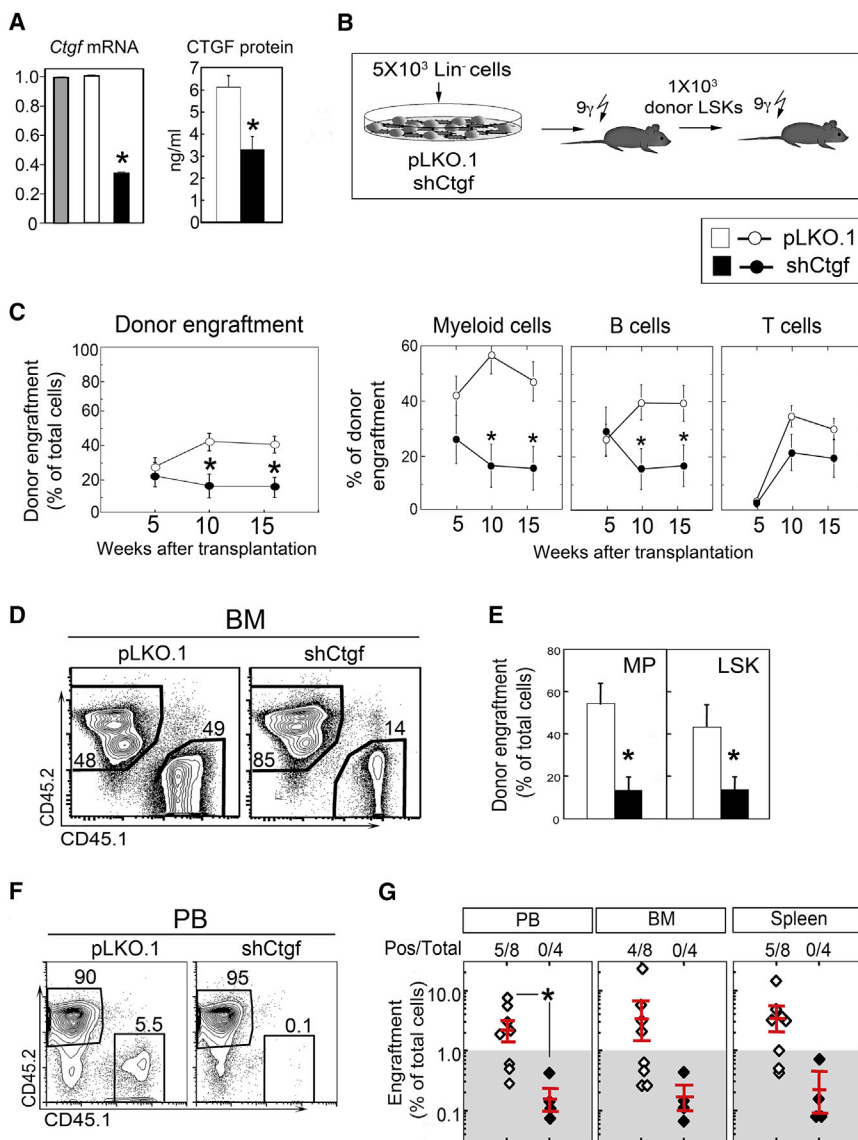 A
Ctgf mRNA
CTGF protein
1.0
0.8
0.6
0.4
0.2
0
*
ng/ml
7
6
5
4
3
2
1
0
*
B
5X10³ Lin⁻ cells
pLKO.1
shCtgf
9γ
1X10³
donor LSKs
9γ
pLKO.1
shCtgf
C
Donor engraftment
Donor engraftment
(% of total cells)
100
80
60
40
20
0
* *
5 10 15
Weeks after transplantation
Myeloid cells B cells T cells
% of donor
engraftment
60
40
20
0
* * * *
5 10 15 5 10 15 5 10 15
Weeks after transplantation
D
BM
pLKO.1 shCtgf
48 49 85 14
CD45.2
CD45.1
E
Donor engraftment
(% of total cells)
80
60
40
20
0
MP LSK
* *
F
PB
pLKO.1 shCtgf
90 95
5.5 0.1
CD45.2
CD45.1
G
PB BM Spleen
Pos/Total 5/8 0/4 4/8 0/4 5/8 0/4
Engraftment
(% of total cells)
10.0
1.0
0.1
*